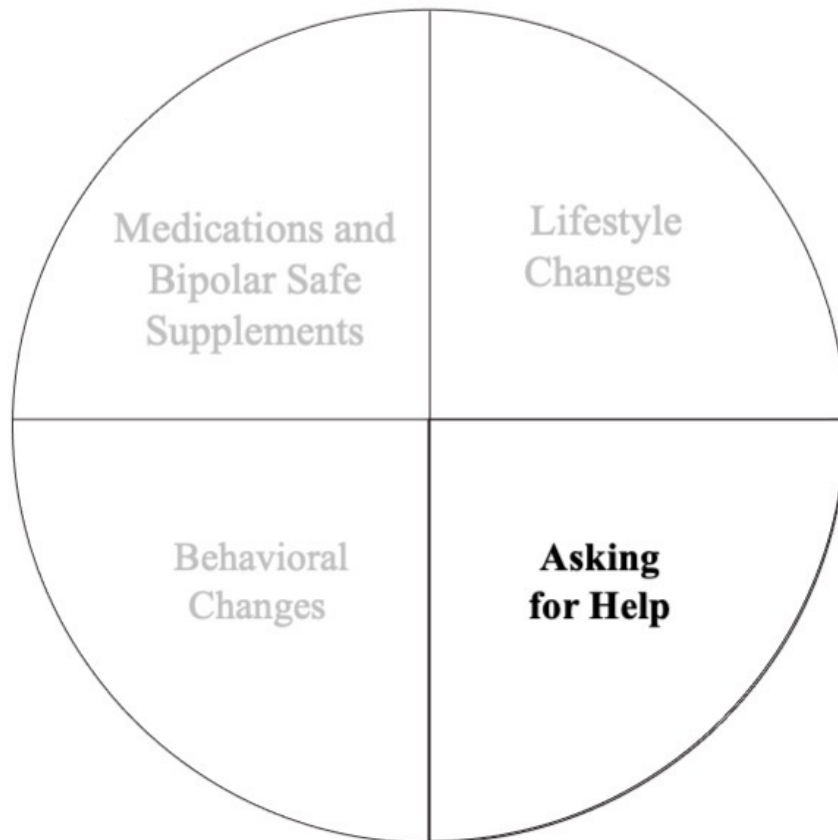 Medications and
Bipolar Safe
Supplements
Lifestyle
Changes
Behavioral
Changes
Asking
for Help